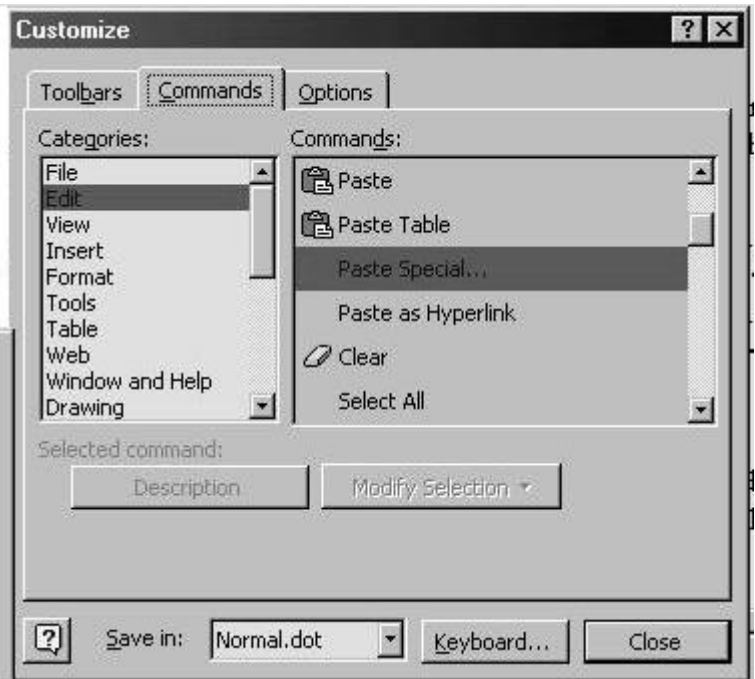 Customize
Toolbars Commands Options
Categories:
File
Edit
View
Insert
Format
Tools
Table
Web
Window and Help
Drawing
Commands:
Paste
Paste Table
Paste Special...
Paste as Hyperlink
Clear
Select All
Selected command:
Description Modify Selection
Save in: Normal.dot Keyboard... Close